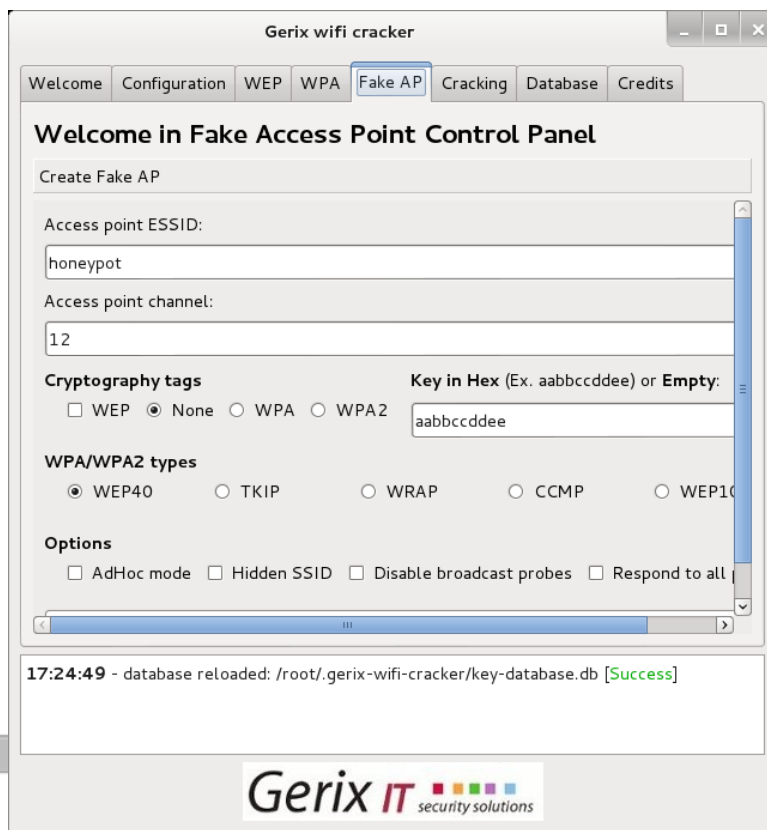 Gerix wifi cracker
Welcome Configuration WEP WPA Fake AP Cracking Database Credits
Welcome in Fake Access Point Control Panel
Create Fake AP
Access point ESSID:
honeypot
Access point channel:
12
Cryptography tags Key in Hex (Ex. aabbccddee) or Empty:
WEP None WPA WPA2 aabbccddee
WPA/WPA2 types
WEP40 TKIP WRAP CCMP WEP10
Options
AdHoc mode Hidden SSID Disable broadcast probes Respond to all
17:24:49 - database reloaded: /root/.gerix-wifi-cracker/key-database.db [Success]
Gerix IT security solutions